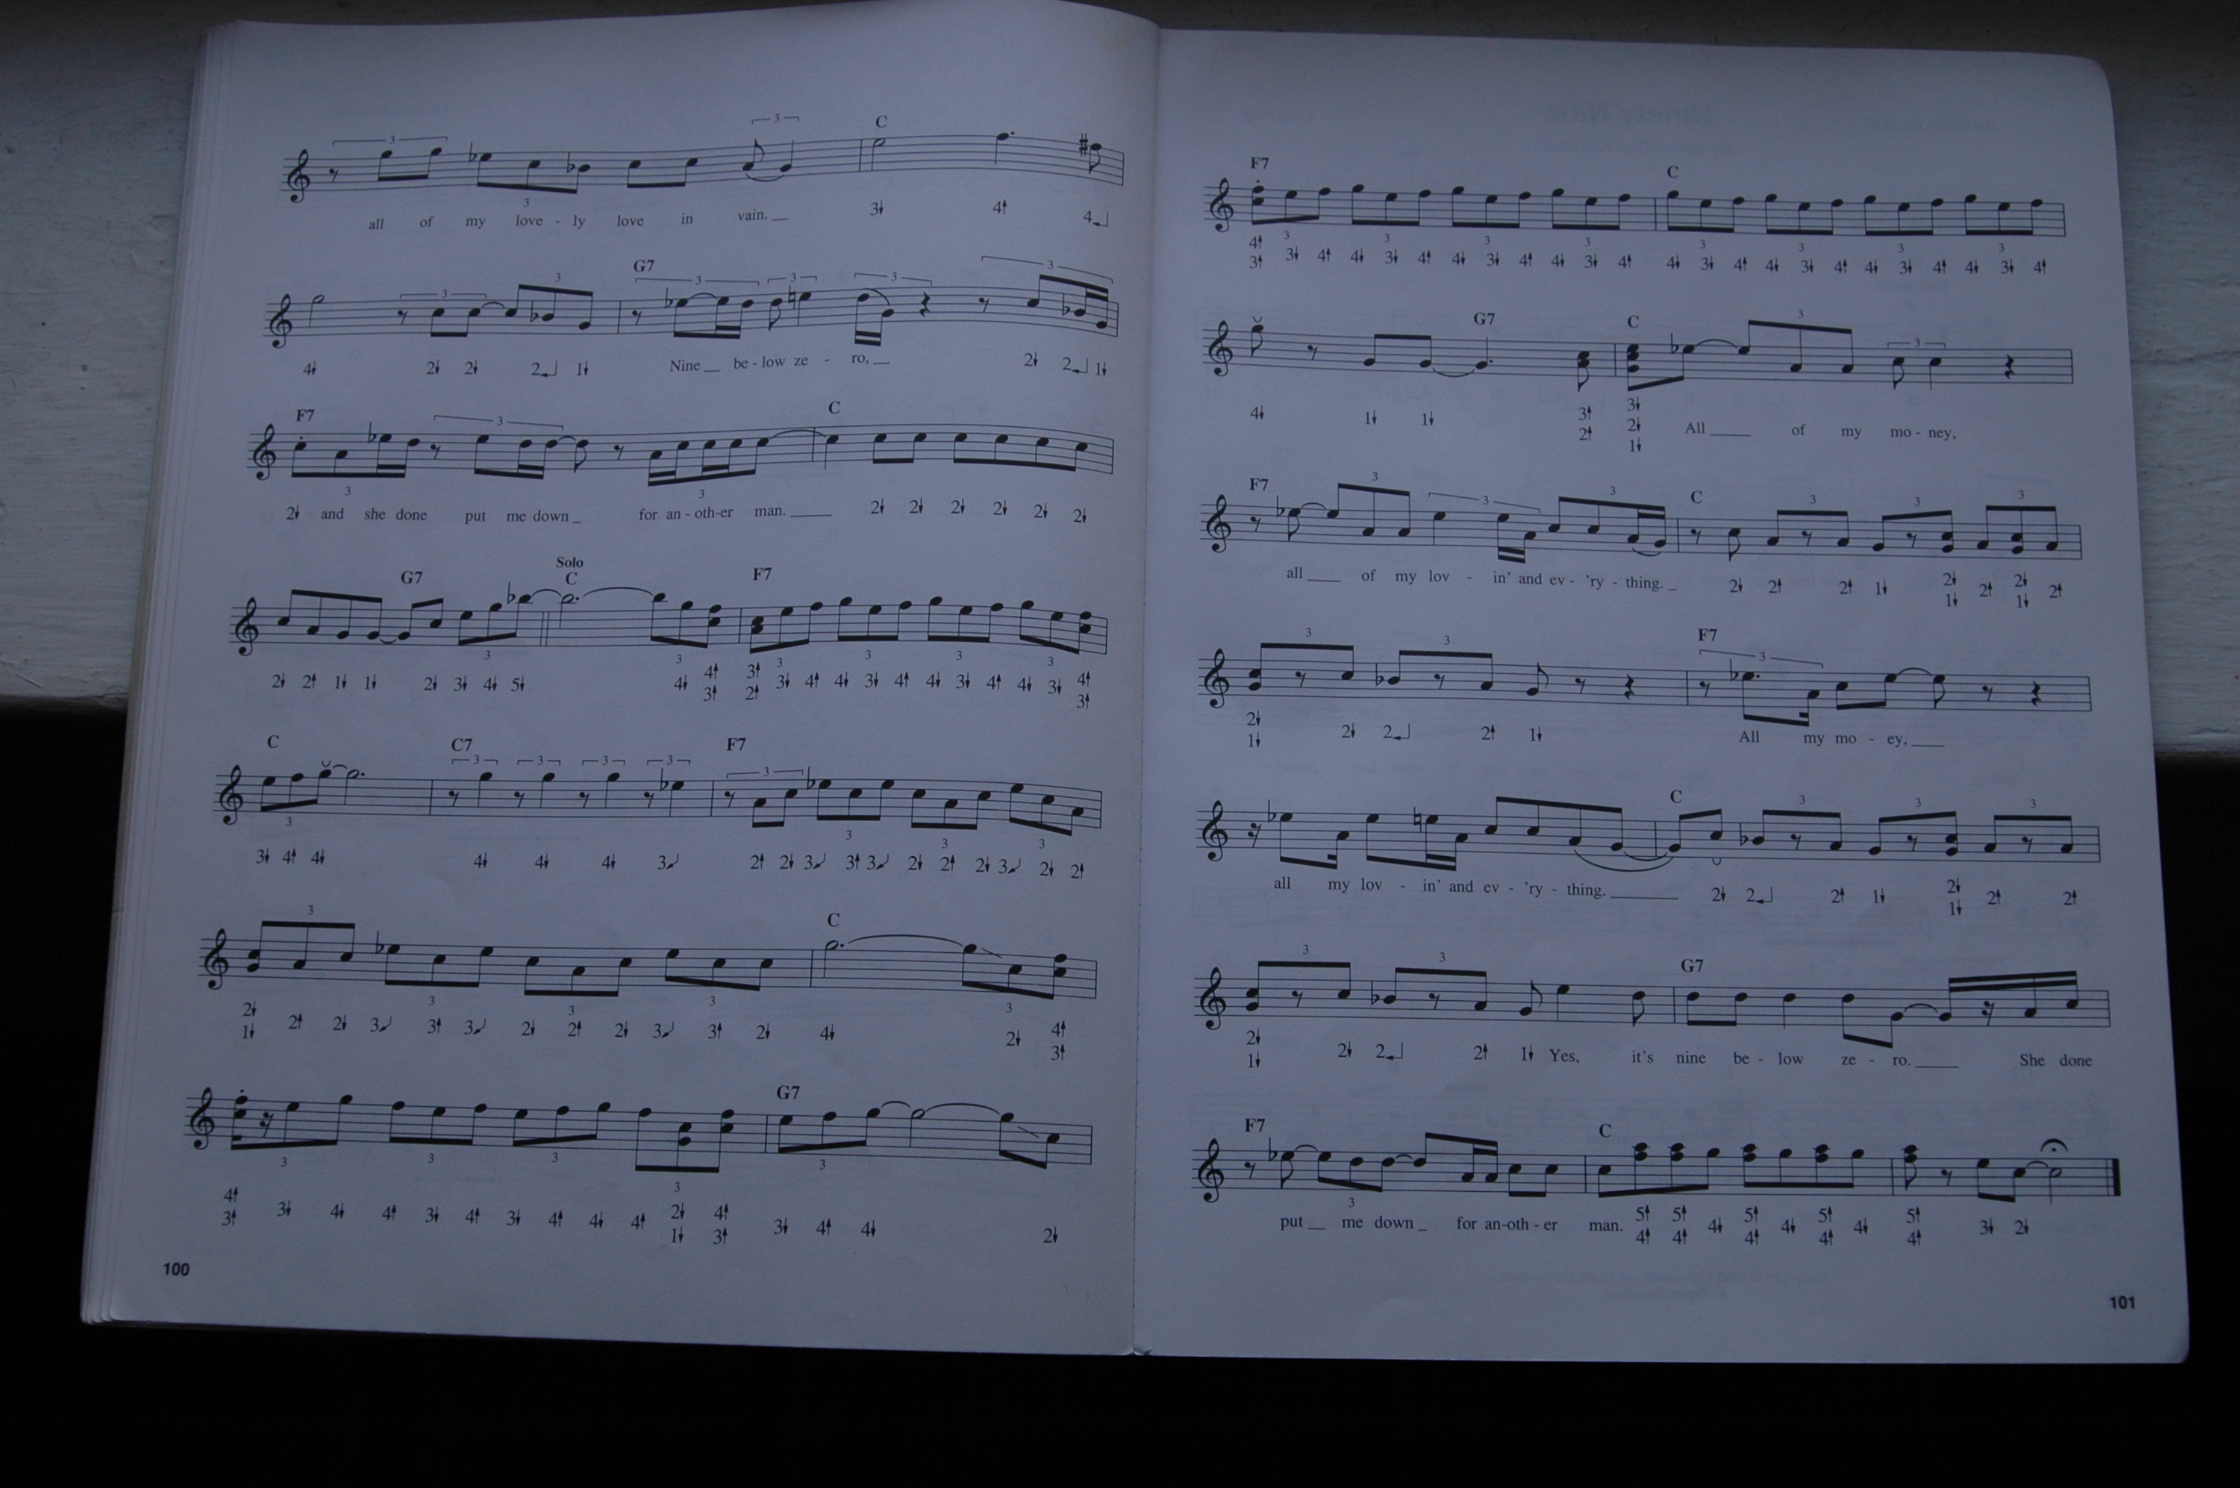 C
all of my love - ly love in vain. 3 4 4
G7
4 2 2 2 1 Nine be - low ze - ro, 2 2 1
F7 C
2 and she done put me down for an - oth-er man. 2 2 2 2 2 2
Solo
G7 C F7
2 2 1 1 2 3 4 5 4 4 3 3 2 3 4 4 3 4 4 3 4 4 3 4 3
C C7 F7
3 4 4 4 4 4 3 2 2 3 3 3 2 2 2 3 2 2
C
2 1 2 2 3 3 3 2 2 2 3 3 2 4 2 4 3
G7
4 3 3 4 4 3 4 3 4 4 4 2 1 4 3 3 4 4 2
100
F7 C
4 3 3 4 4 3 4 4 3 4 4 3 4 4 3 4 4 3 4 4 3 4 4 3 4
G7 C
4 1 1 3 2 3 2 1 All of my mo - ney,
F7 C
all of my lov - in' and ev - 'ry - thing. 2 2 2 1 2 1 2 2 1 2
F7
2 1 2 2 2 1 All my mo - ey,
C
all my lov - in' and ev - 'ry - thing. 2 2 2 1 2 1 2 2
G7
2 1 2 2 2 1 Yes, it's nine be - low ze - ro. She done
F7 C
put me down for an-oth - er man. 5 4 5 4 4 5 4 4 5 4 4 5 4 3 2
101